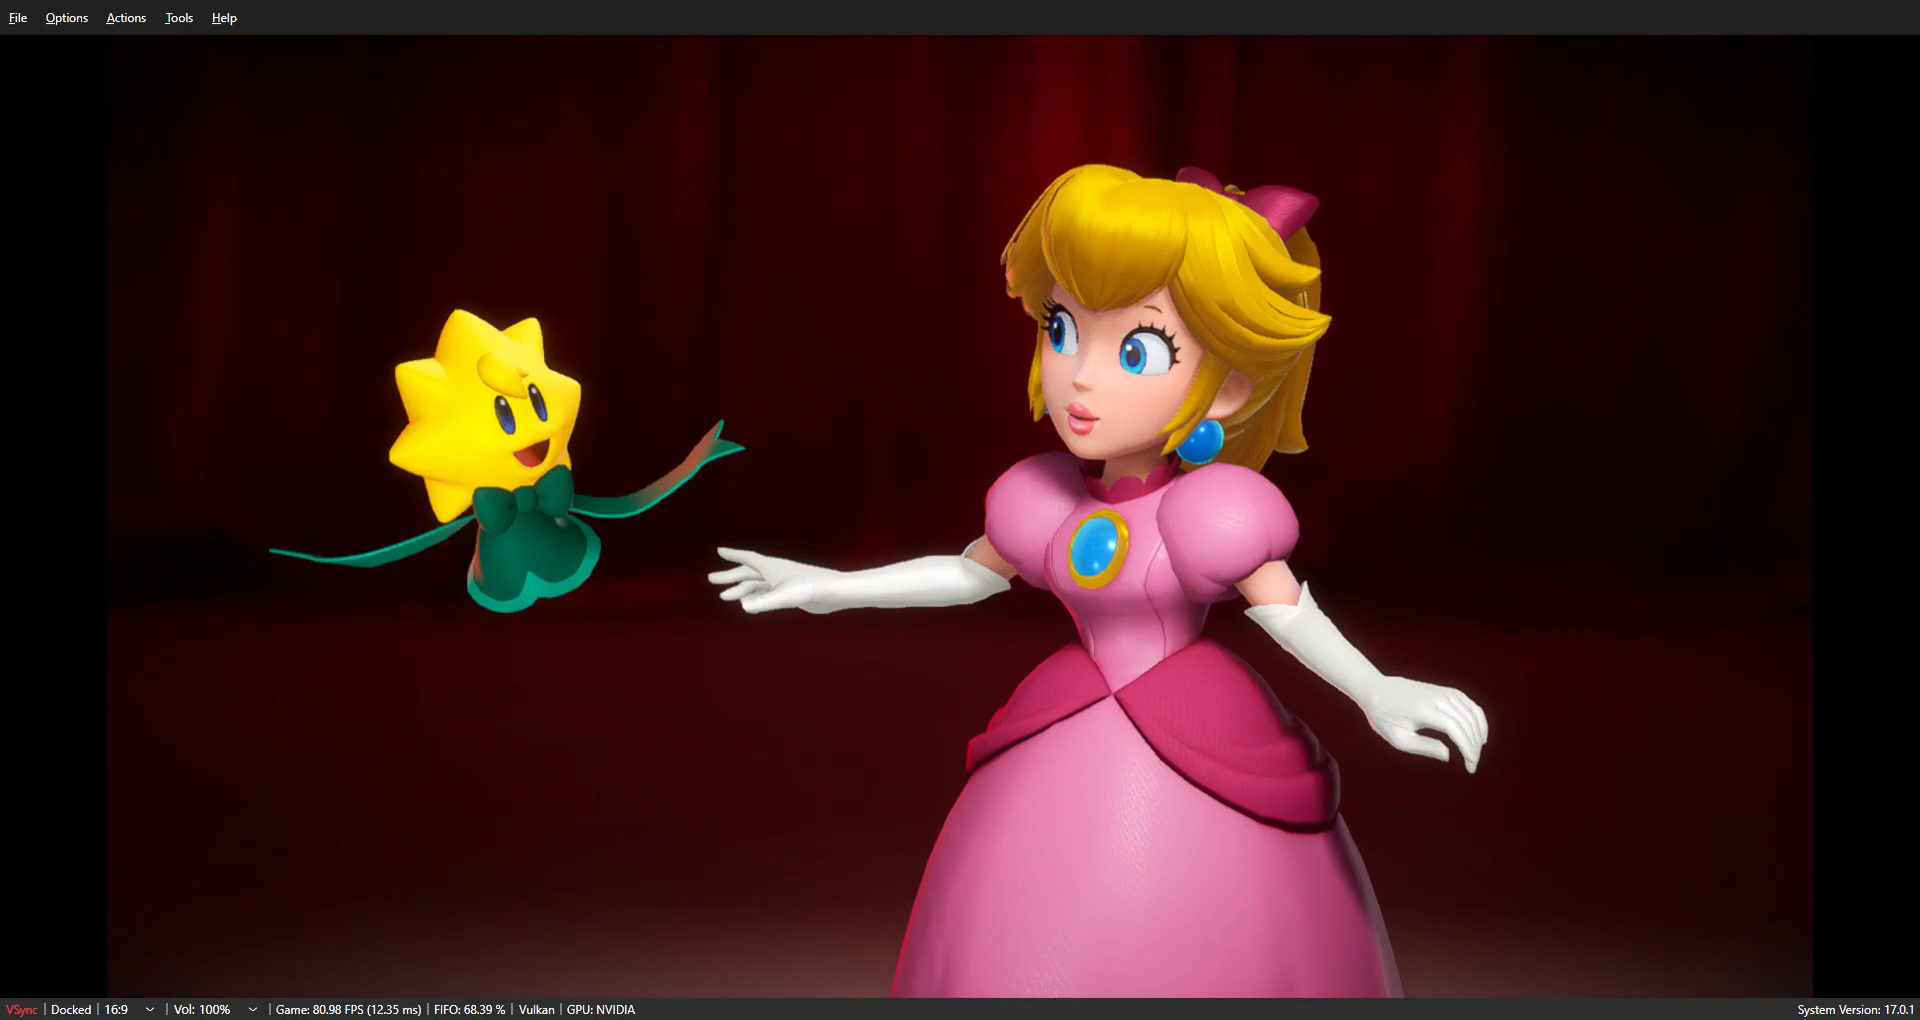 File Options Actions Tools Help
VSync | Docked | 16:9 | Vol: 100% | Game: 80.98 FPS (12.35 ms) | FIFO: 68.39 % | Vulkan | GPU: NVIDIA System Version: 17.0.1